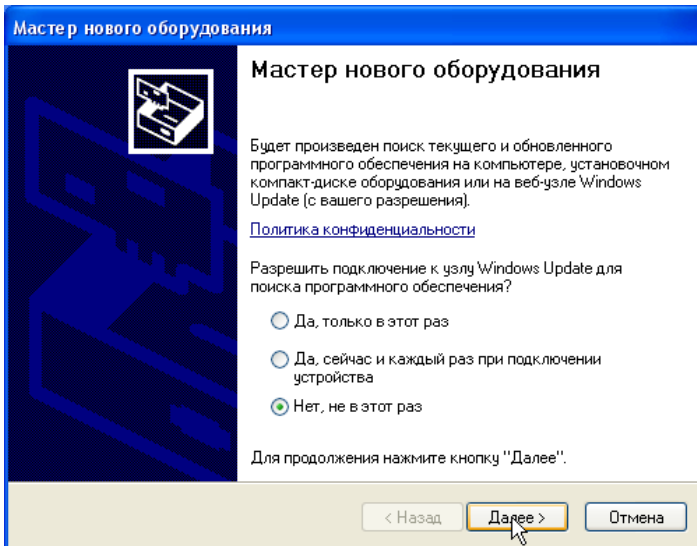 Мастер нового оборудования
Мастер нового оборудования
Будет произведен поиск текущего и обновленного
программного обеспечения на компьютере, установочном
компакт-диске оборудования или на веб-узле Windows
Update (с вашего разрешения).
Политика конфиденциальности
Разрешить подключение к узлу Windows Update для
поиска программного обеспечения?
Да, только в этот раз
Да, сейчас и каждый раз при подключении
устройства
Нет, не в этот раз
Для продолжения нажмите кнопку "Далее".
< Назад
Далее >
Отмена